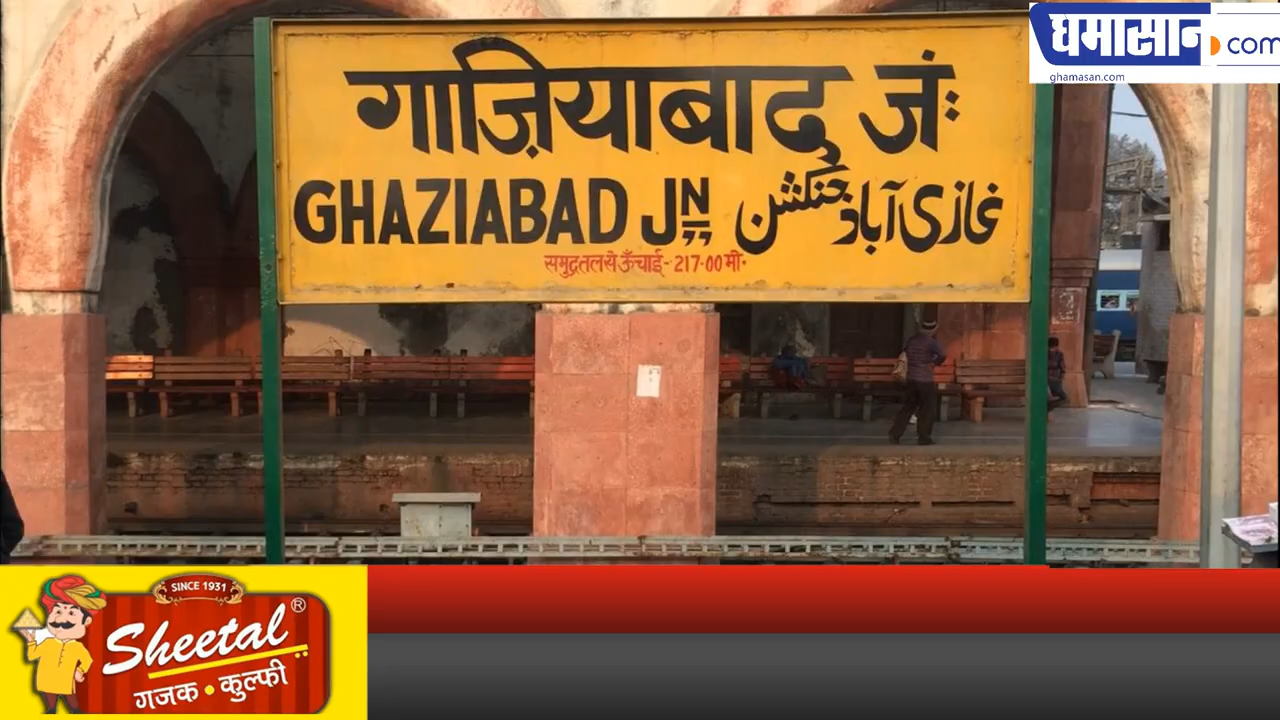 घमासान.com
ghamasan.com
गाज़ियाबाद जं॰
GHAZIABAD JN
غازی آباد جنکشن
समुद्रतल से ऊँचाई - 217.00 मी॰
SINCE 1931
Sheetal®
गजक • कुल्फी